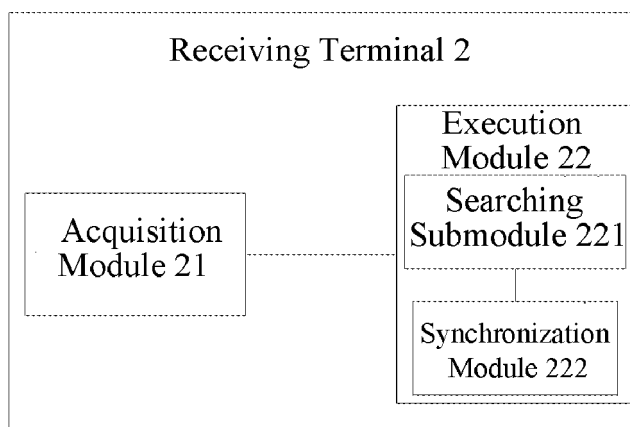 Receiving Terminal 2
Execution
Module 22
Searching
Submodule 221
Acquisition
Module 21
Synchronization
Module 222